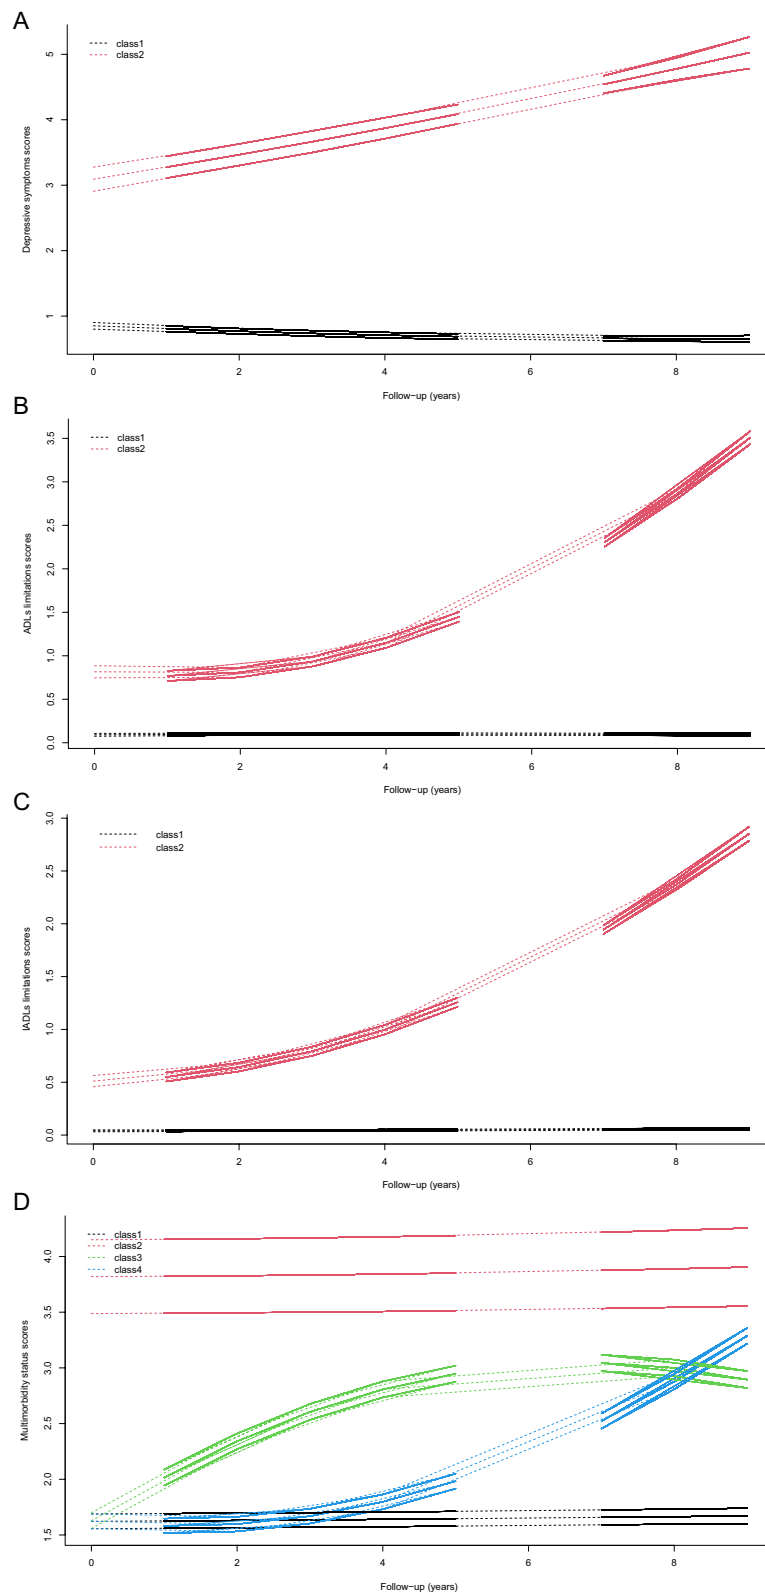 A
class1
class2
5
4
3
2
1
Depressive symptoms scores
0 2 4 6 8
Follow−up (years)
B
class1
class2
3.5
3.0
2.5
2.0
1.5
1.0
0.5
0.0
ADLs limitations scores
0 2 4 6 8
Follow−up (years)
C
class1
class2
3.0
2.5
2.0
1.5
1.0
0.5
0.0
IADLs limitations scores
0 2 4 6 8
Follow−up (years)
D
class1
class2
class3
class4
4.0
3.5
3.0
2.5
2.0
1.5
Multimorbidity status scores
0 2 4 6 8
Follow−up (years)